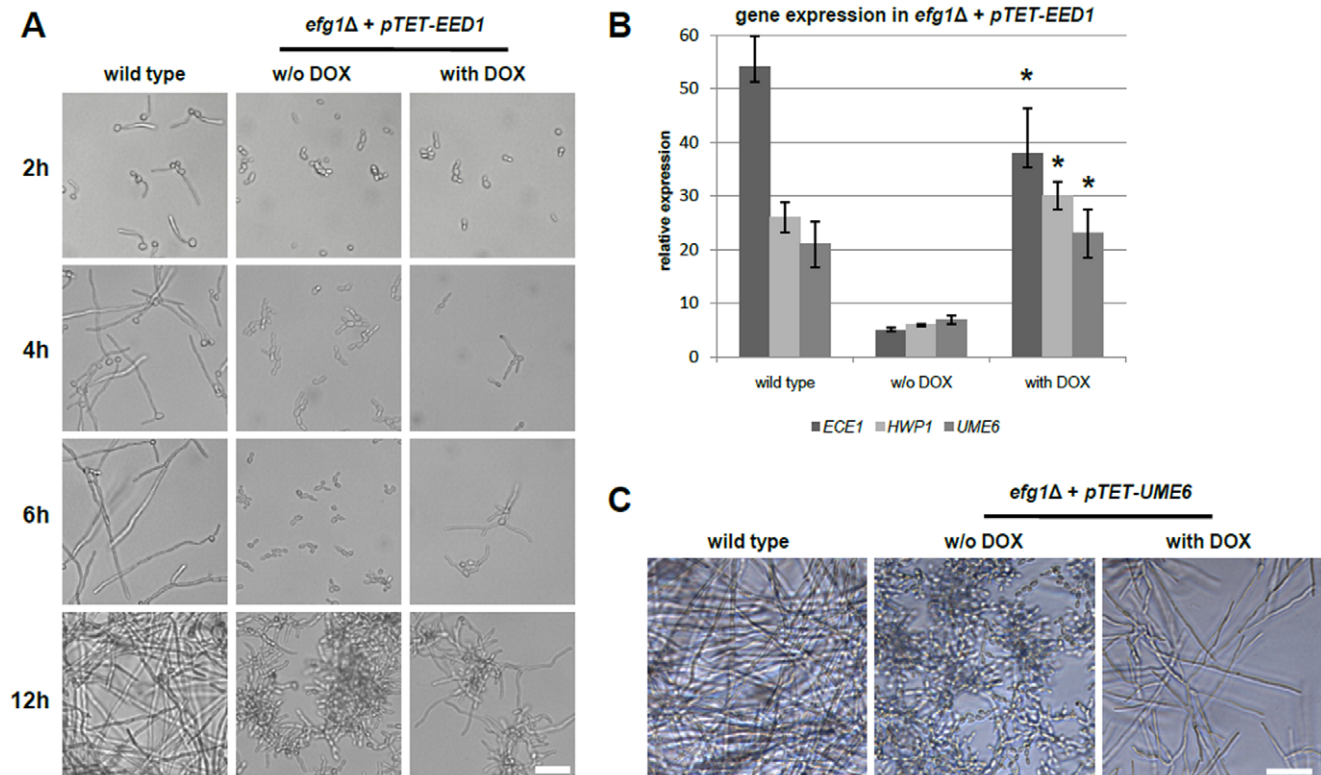 A
efg1Δ + pTET-EED1
wild type
w/o DOX
with DOX
2h
4h
6h
12h
B
gene expression in efg1Δ + pTET-EED1
relative expression
60
50
40
30
20
10
0
*
*
*
wild type
w/o DOX
with DOX
ECE1 HWP1 UME6
C
efg1Δ + pTET-UME6
wild type
w/o DOX
with DOX